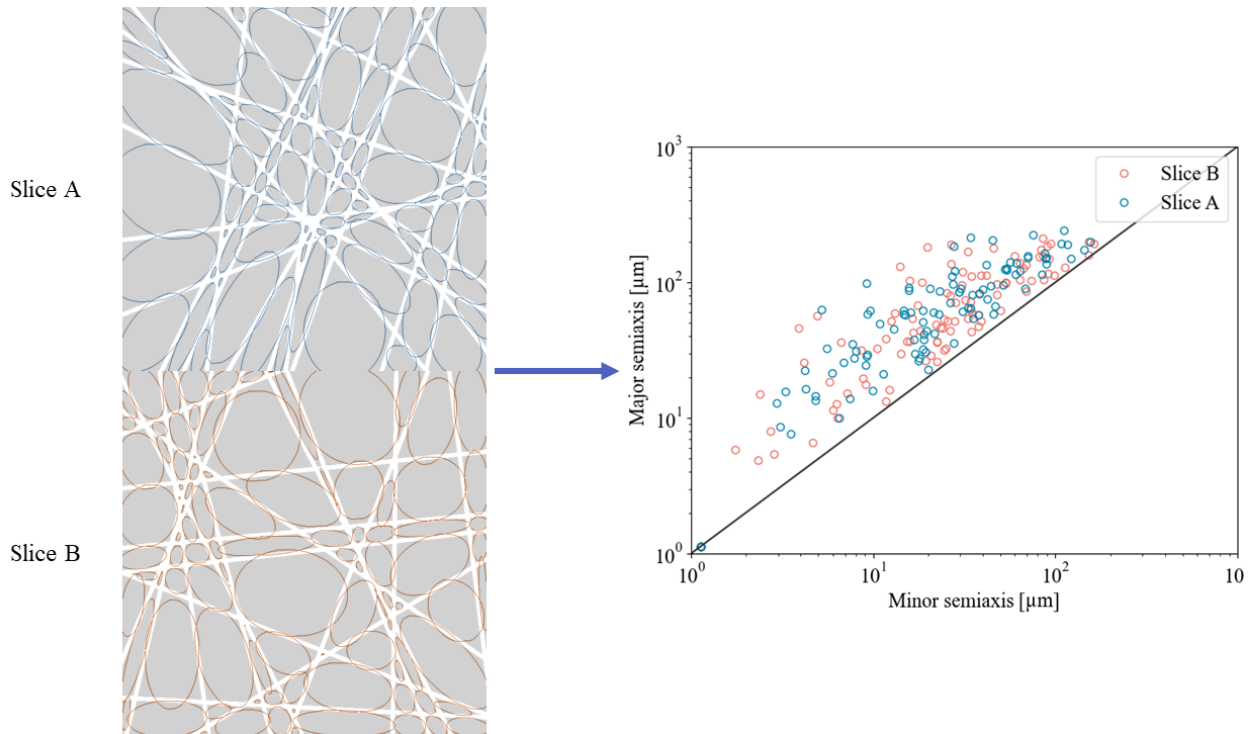 Slice A
Slice B
10³
10²
10¹
10⁰
Major semiaxis [µm]
Slice B
Slice A
10⁰
10¹
10²
10
Minor semiaxis [µm]